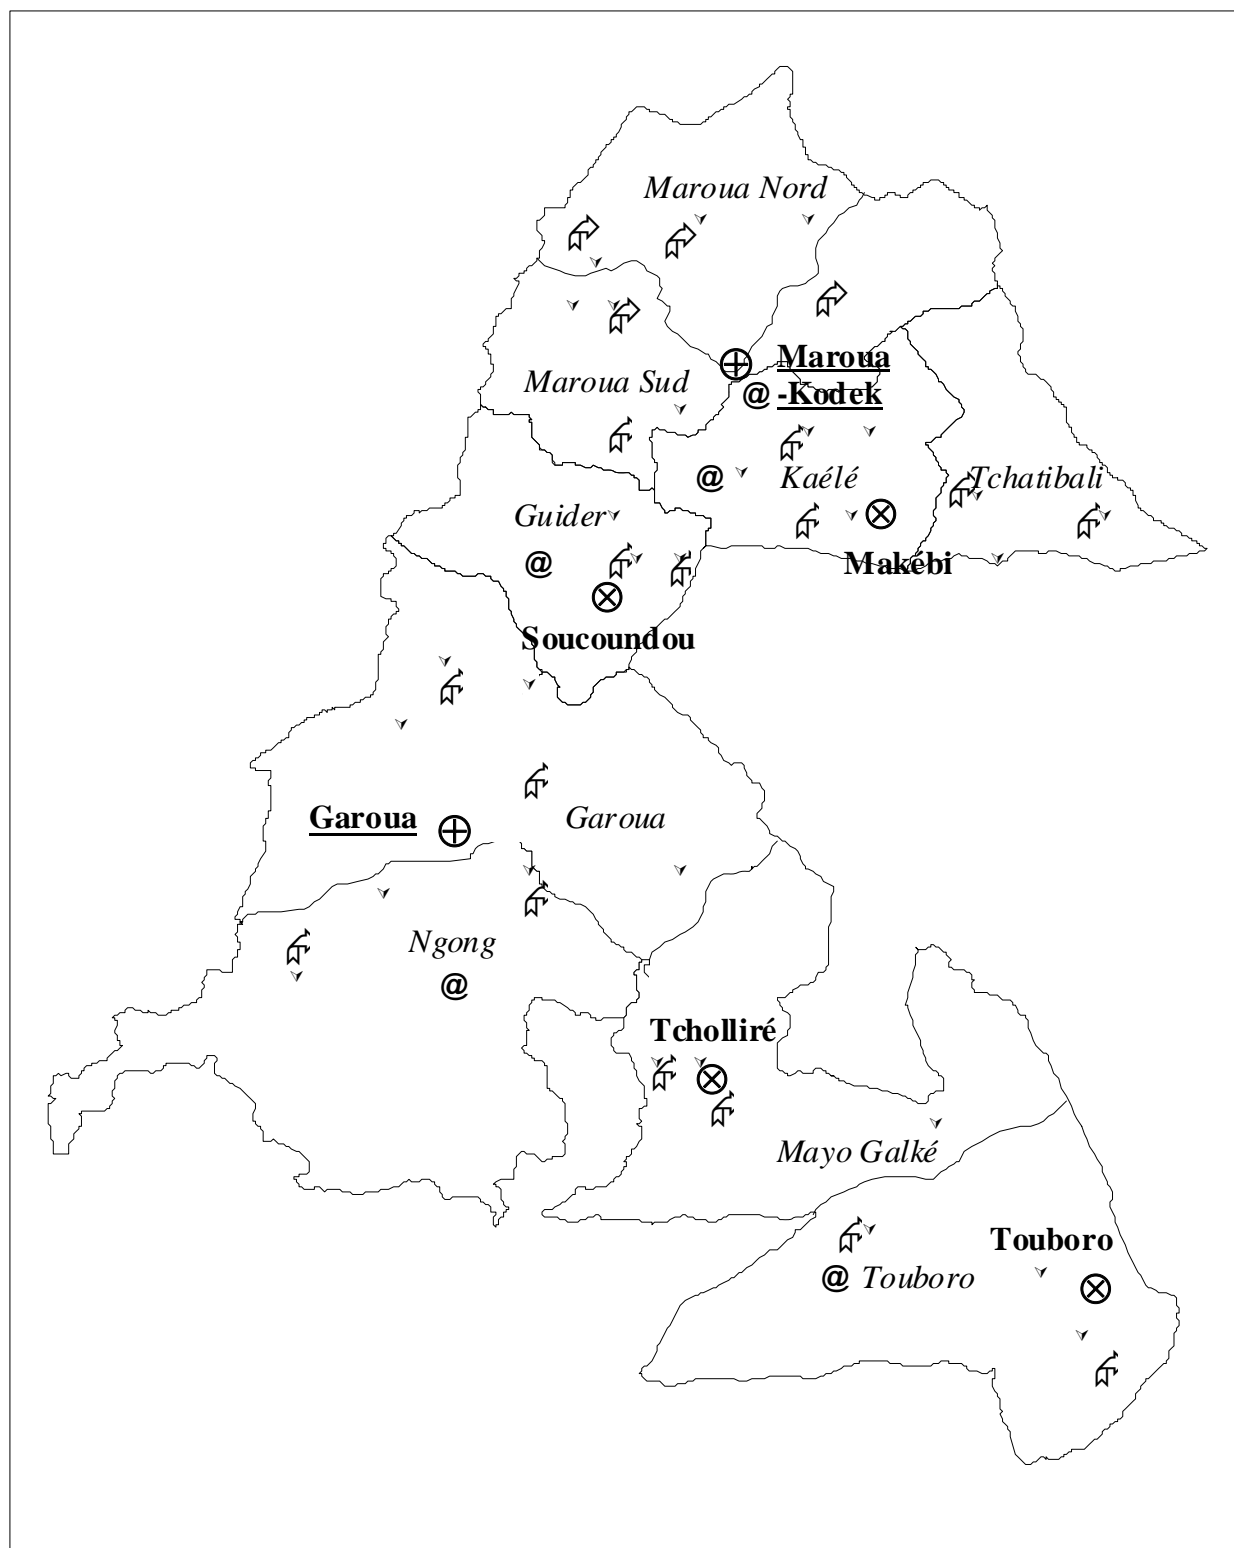 Maroua Nord
Maroua
Maroua Sud
@ -Kodek
@
Kaélé
Tchatibali
Guider
@
Makébi
Soucoundou
Garoua
Garoua
Ngong
@
Tcholliré
Mayo Galké
Touboro
@ Touboro